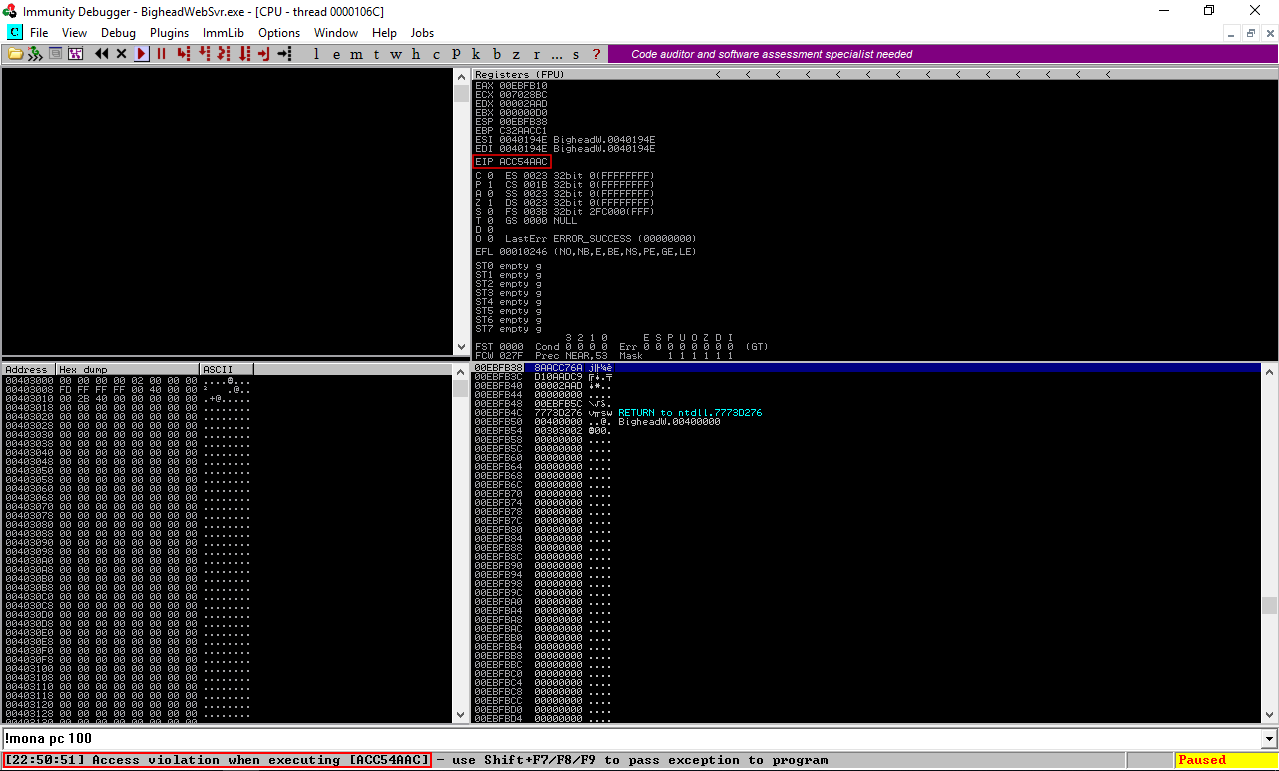 Immunity Debugger - BigheadWebSvr.exe - [CPU - thread 0000106C]
C File View Debug Plugins ImmLib Options Window Help Jobs
l e m t w h c P k b z r ... s ? Code auditor and software assessment specialist needed
Registers (FPU) < < < < < < < < < < < < < <
EAX 00EBFB10
ECX 007028BC
EDX 00002AAD
EBX 000000D0
ESP 00EBFB38
EBP C32AACC1
ESI 0040194E BigheadW.0040194E
EDI 0040194E BigheadW.0040194E
EIP ACC54AAC
C 0 ES 0023 32bit 0(FFFFFFFF)
P 1 CS 001B 32bit 0(FFFFFFFF)
A 0 SS 0023 32bit 0(FFFFFFFF)
Z 1 DS 0023 32bit 0(FFFFFFFF)
S 0 FS 003B 32bit 2FC000(FFF)
T 0 GS 0000 NULL
D 0
O 0 LastErr ERROR_SUCCESS (00000000)
EFL 00010246 (NO,NB,E,BE,NS,PE,GE,LE)
ST0 empty g
ST1 empty g
ST2 empty g
ST3 empty g
ST4 empty g
ST5 empty g
ST6 empty g
ST7 empty g
3 2 1 0 E S P U O Z D I
FST 0000 Cond 0 0 0 0 Err 0 0 0 0 0 0 0 0 (GT)
FCW 027F Prec NEAR,53 Mask 1 1 1 1 1 1
Address Hex dump ASCII
00403000 00 00 00 00 02 00 00 00
00403008 FD FF FF FF 00 40 00 00
00403010 00 2B 40 00 00 00 00 00 .+@.....
00403018 00 00 00 00 00 00 00 00 ........
00403020 00 00 00 00 00 00 00 00 ........
00403028 00 00 00 00 00 00 00 00 ........
00403030 00 00 00 00 00 00 00 00 ........
00403038 00 00 00 00 00 00 00 00 ........
00403040 00 00 00 00 00 00 00 00 ........
00403048 00 00 00 00 00 00 00 00 ........
00403050 00 00 00 00 00 00 00 00 ........
00403058 00 00 00 00 00 00 00 00 ........
00403060 00 00 00 00 00 00 00 00 ........
00403068 00 00 00 00 00 00 00 00 ........
00403070 00 00 00 00 00 00 00 00 ........
00403078 00 00 00 00 00 00 00 00 ........
00403080 00 00 00 00 00 00 00 00 ........
00403088 00 00 00 00 00 00 00 00 ........
00403090 00 00 00 00 00 00 00 00 ........
00403098 00 00 00 00 00 00 00 00 ........
004030A0 00 00 00 00 00 00 00 00 ........
004030A8 00 00 00 00 00 00 00 00 ........
004030B0 00 00 00 00 00 00 00 00 ........
004030B8 00 00 00 00 00 00 00 00 ........
004030C0 00 00 00 00 00 00 00 00 ........
004030C8 00 00 00 00 00 00 00 00 ........
004030D0 00 00 00 00 00 00 00 00 ........
004030D8 00 00 00 00 00 00 00 00 ........
004030E0 00 00 00 00 00 00 00 00 ........
004030E8 00 00 00 00 00 00 00 00 ........
004030F0 00 00 00 00 00 00 00 00 ........
004030F8 00 00 00 00 00 00 00 00 ........
00403100 00 00 00 00 00 00 00 00 ........
00403108 00 00 00 00 00 00 00 00 ........
00403110 00 00 00 00 00 00 00 00 ........
00403118 00 00 00 00 00 00 00 00 ........
00403120 00 00 00 00 00 00 00 00 ........
00403128 00 00 00 00 00 00 00 00 ........
00EBFB38 8AACC76A
00EBFB3C D10AADC9
00EBFB40 00002AAD
00EBFB44 00000000 ....
00EBFB48 00EBFB5C
00EBFB4C 7773D276 RETURN to ntdll.7773D276
00EBFB50 00400000 ..@. BigheadW.00400000
00EBFB54 00303002
00EBFB58 00000000 ....
00EBFB5C 00000000 ....
00EBFB60 00000000 ....
00EBFB64 00000000 ....
00EBFB68 00000000 ....
00EBFB6C 00000000 ....
00EBFB70 00000000 ....
00EBFB74 00000000 ....
00EBFB78 00000000 ....
00EBFB7C 00000000 ....
00EBFB80 00000000 ....
00EBFB84 00000000 ....
00EBFB88 00000000 ....
00EBFB8C 00000000 ....
00EBFB90 00000000 ....
00EBFB94 00000000 ....
00EBFB98 00000000 ....
00EBFB9C 00000000 ....
00EBFBA0 00000000 ....
00EBFBA4 00000000 ....
00EBFBA8 00000000 ....
00EBFBAC 00000000 ....
00EBFBB0 00000000 ....
00EBFBB4 00000000 ....
00EBFBB8 00000000 ....
00EBFBBC 00000000 ....
00EBFBC0 00000000 ....
00EBFBC4 00000000 ....
00EBFBC8 00000000 ....
00EBFBCC 00000000 ....
00EBFBD0 00000000 ....
00EBFBD4 00000000 ....
!mona pc 100
[22:50:51] Access violation when executing [ACC54AAC] - use Shift+F7/F8/F9 to pass exception to program Paused